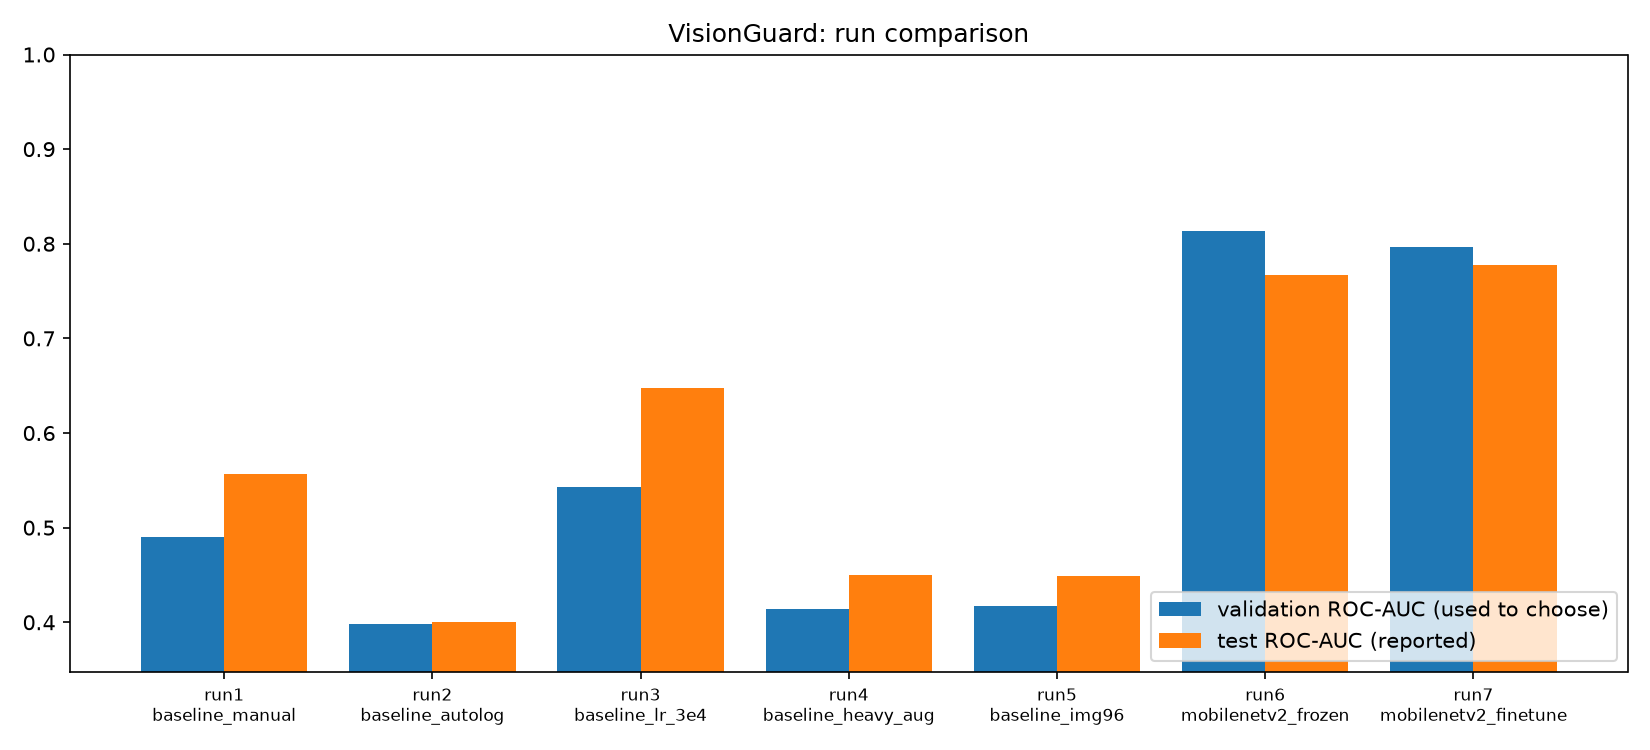 VisionGuard: run comparison
1.0
0.9
0.8
0.7
0.6
0.5
0.4
validation ROC-AUC (used to choose)
test ROC-AUC (reported)
run1 run2 run3 run4 run5 run6 run7
baseline_manual baseline_autolog baseline_lr_3e4 baseline_heavy_aug baseline_img96 mobilenetv2_frozen mobilenetv2_finetune